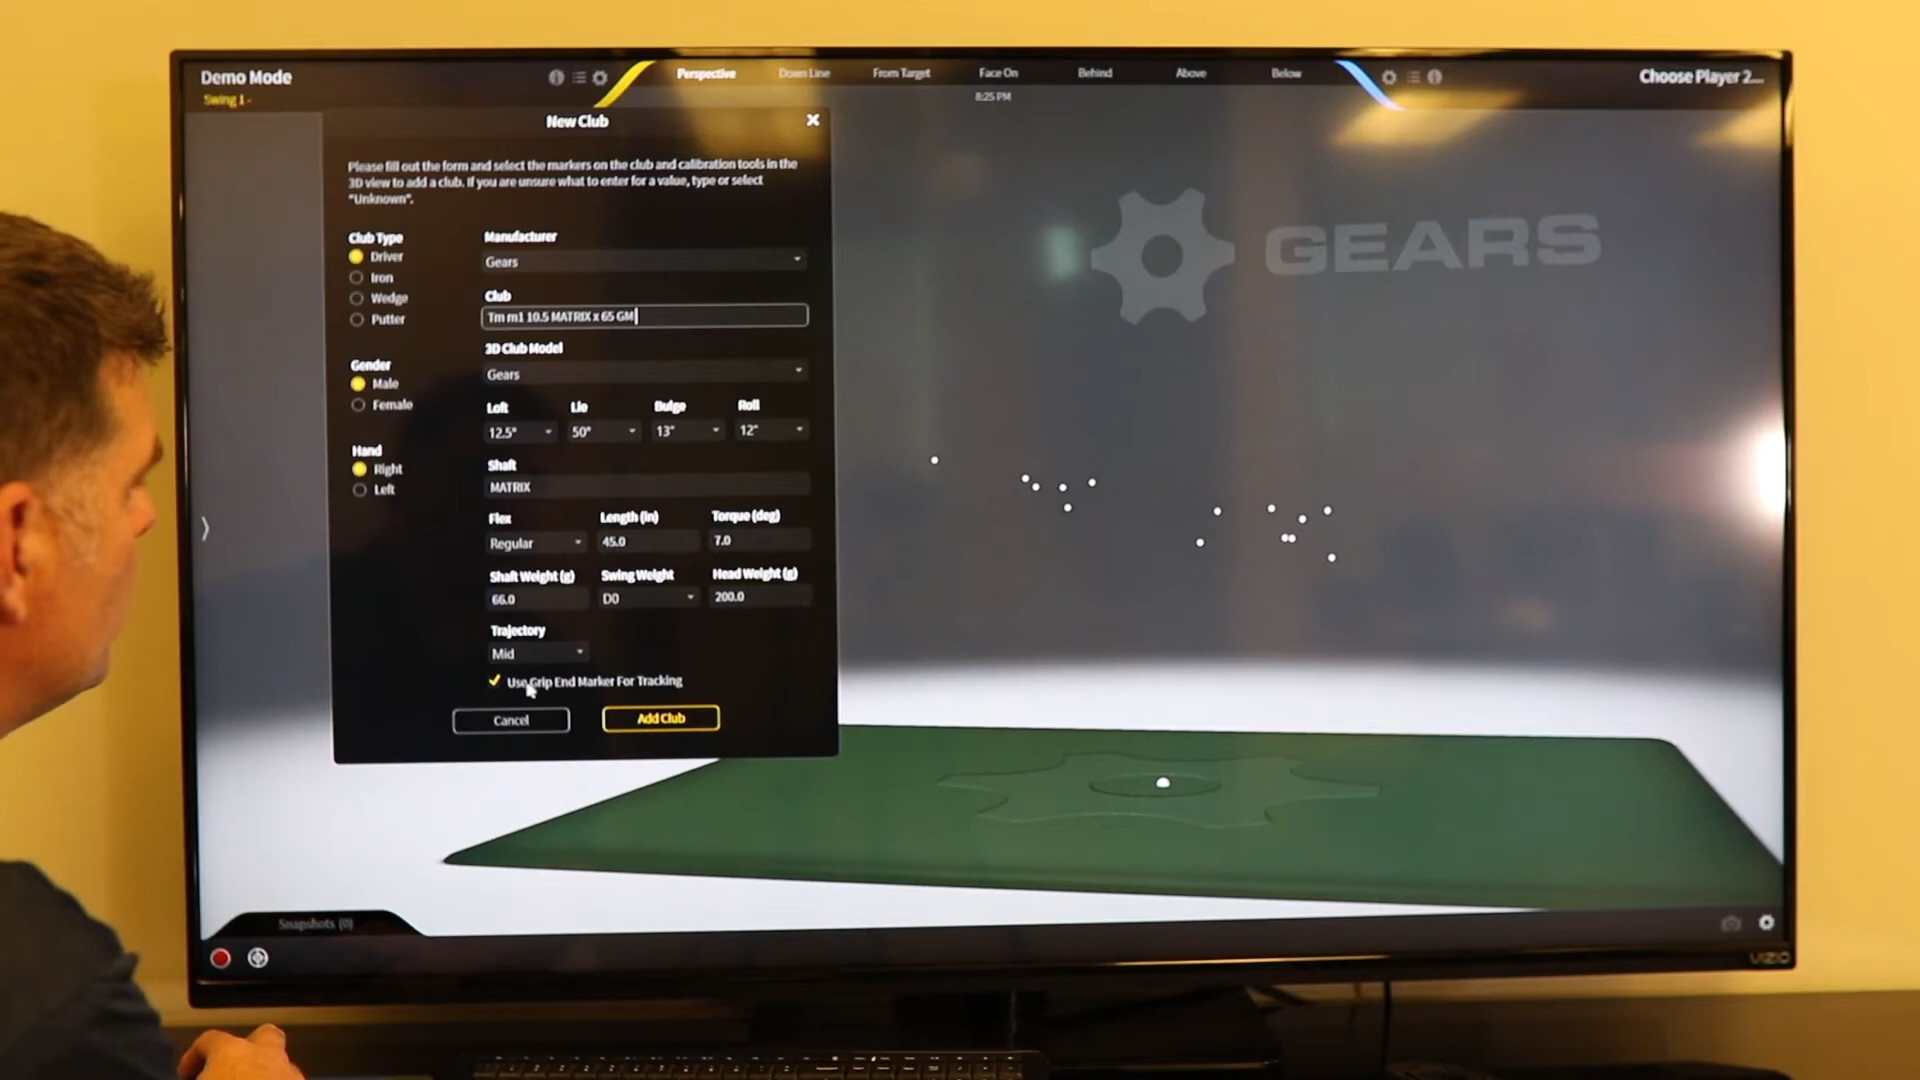 Demo Mode
Swing 1 -
Perspective
Down Line
From Target
Face On
Behind
Above
Below
Choose Player 2...
8:25 PM
New Club
Please fill out the form and select the markers on the club and calibration tools in the
3D view to add a club. If you are unsure what to enter for a value, type or select
"Unknown".
Club Type
Driver
Iron
Wedge
Putter
Gender
Male
Female
Hand
Right
Left
Manufacturer
Gears
Club
Tm m1 10.5 MATRIX x 65 GM
3D Club Model
Gears
Loft Lie Bulge Roll
12.5° 50° 13" 12"
Shaft
MATRIX
Flex Length (in) Torque (deg)
Regular 45.0 7.0
Shaft Weight (g) Swing Weight Head Weight (g)
66.0 D0 200.0
Trajectory
Mid
Use Grip End Marker For Tracking
Cancel Add Club
GEARS
Snapshots (0)
VIZIO